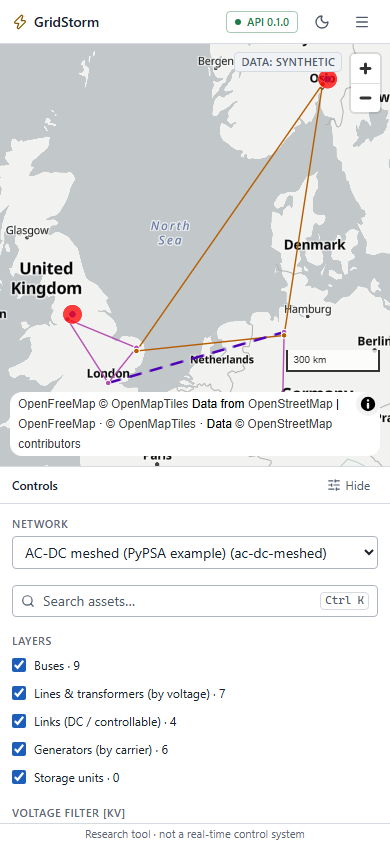 GridStorm
API 0.1.0
Bergen
DATA: SYNTHETIC
North
Sea
Glasgow
Denmark
United
Kingdom
Hamburg
Berlin
300 km
Netherlands
London
OpenFreeMap © OpenMapTiles Data from OpenStreetMap |
OpenFreeMap · © OpenMapTiles · Data © OpenStreetMap
contributors
Controls
Hide
NETWORK
AC-DC meshed (PyPSA example) (ac-dc-meshed)
Search assets...
Ctrl K
LAYERS
Buses · 9
Lines & transformers (by voltage) · 7
Links (DC / controllable) · 4
Generators (by carrier) · 6
Storage units · 0
VOLTAGE FILTER [KV]
Research tool · not a real-time control system